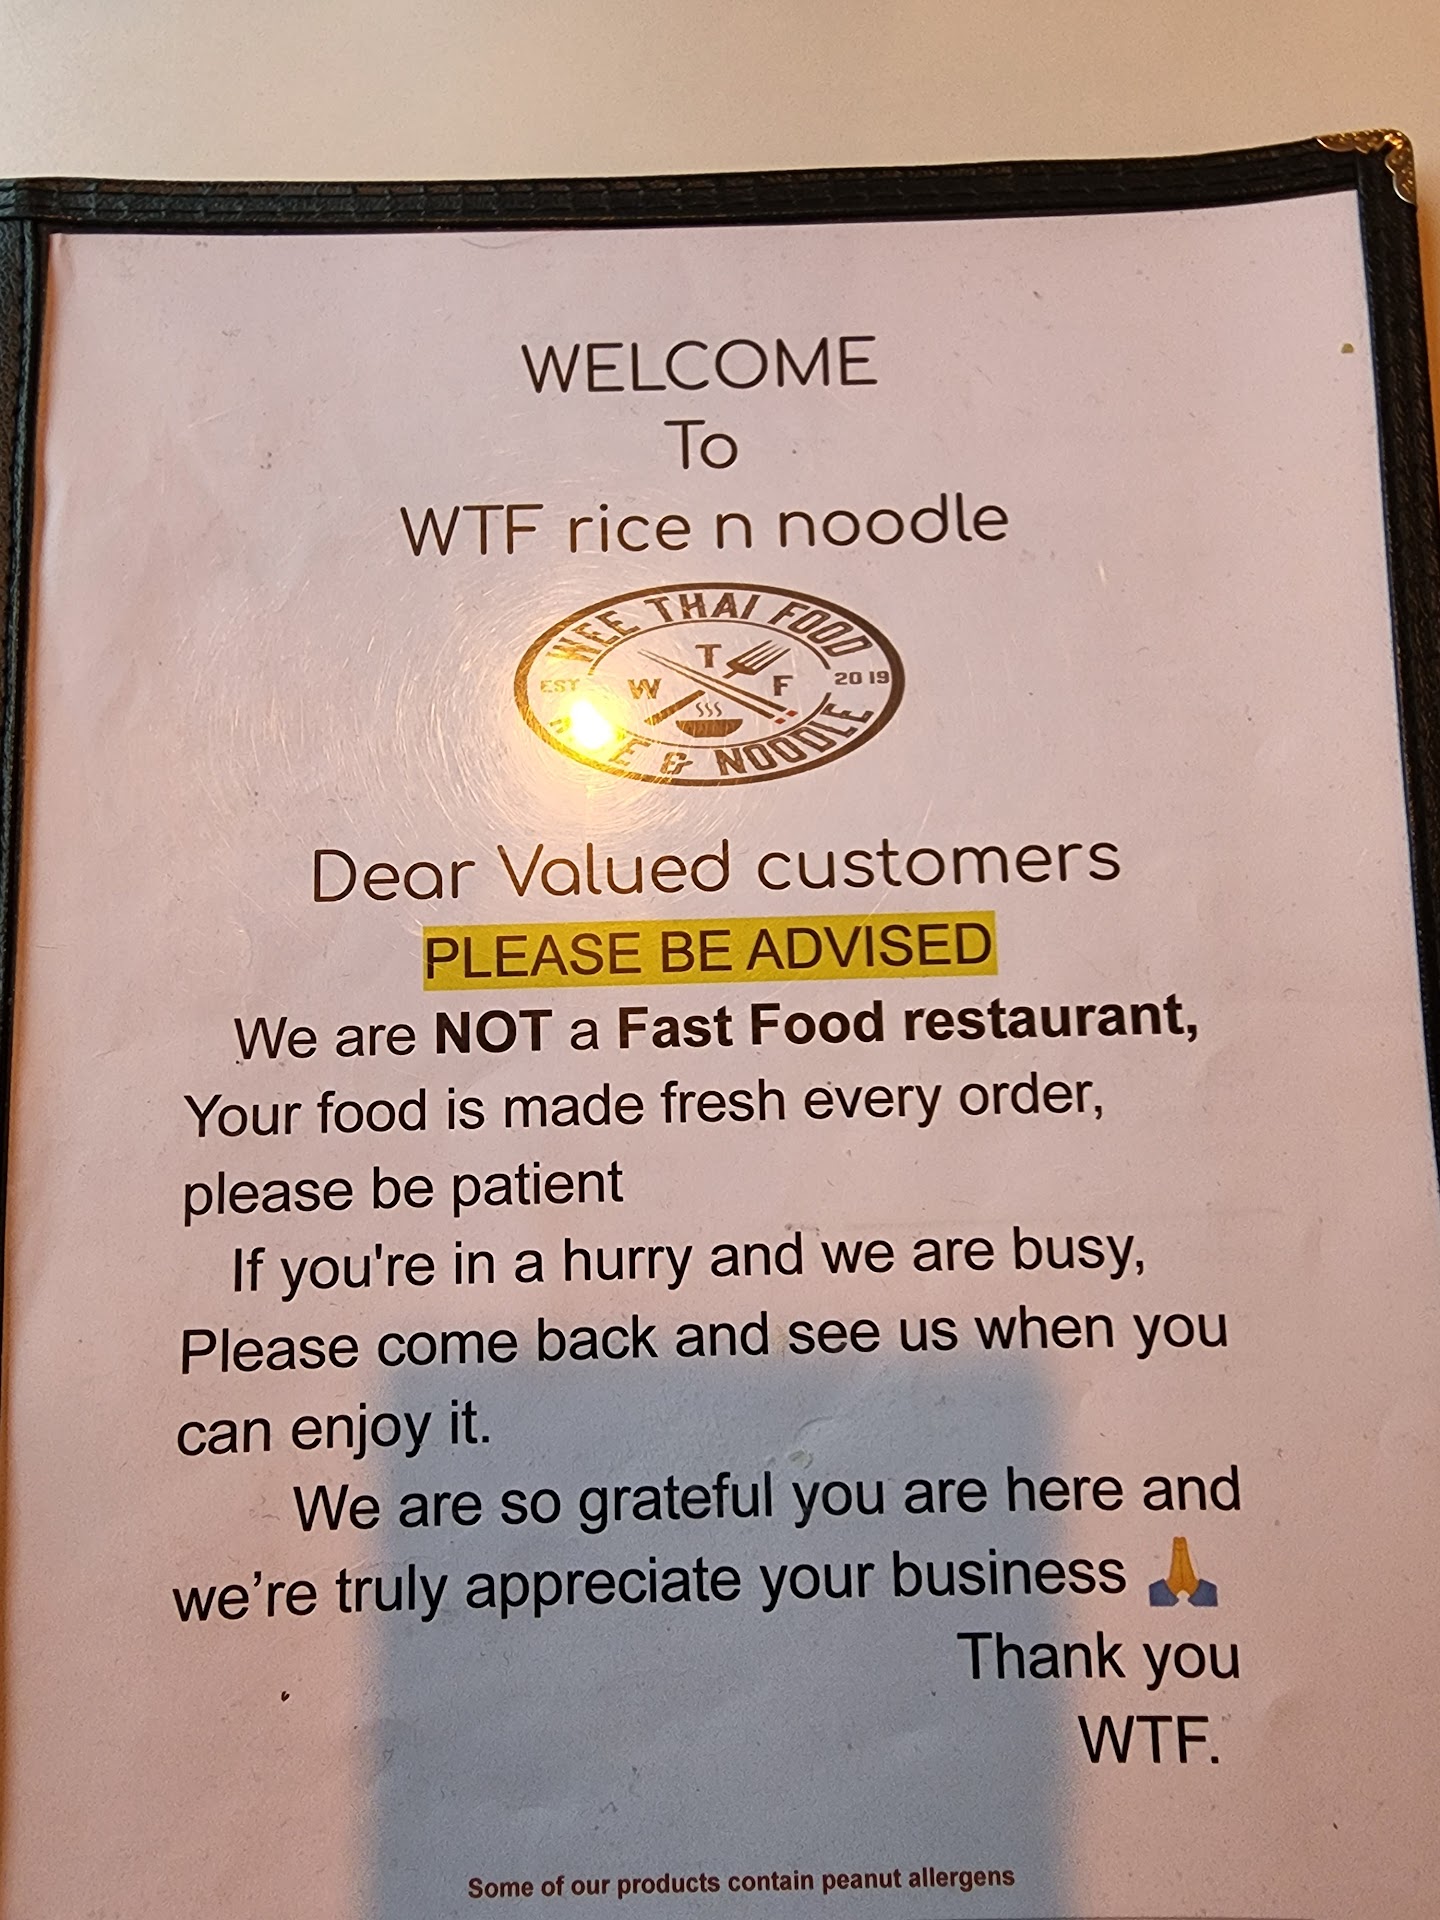 WELCOME
To
WTF rice n noodle
WEE THAI FOOD
T
EST W F 2019
& NOODLE
Dear Valued customers
PLEASE BE ADVISED
We are NOT a Fast Food restaurant,
Your food is made fresh every order,
please be patient
If you're in a hurry and we are busy,
Please come back and see us when you
can enjoy it.
We are so grateful you are here and
we’re truly appreciate your business 🙏
Thank you
WTF.
Some of our products contain peanut allergens